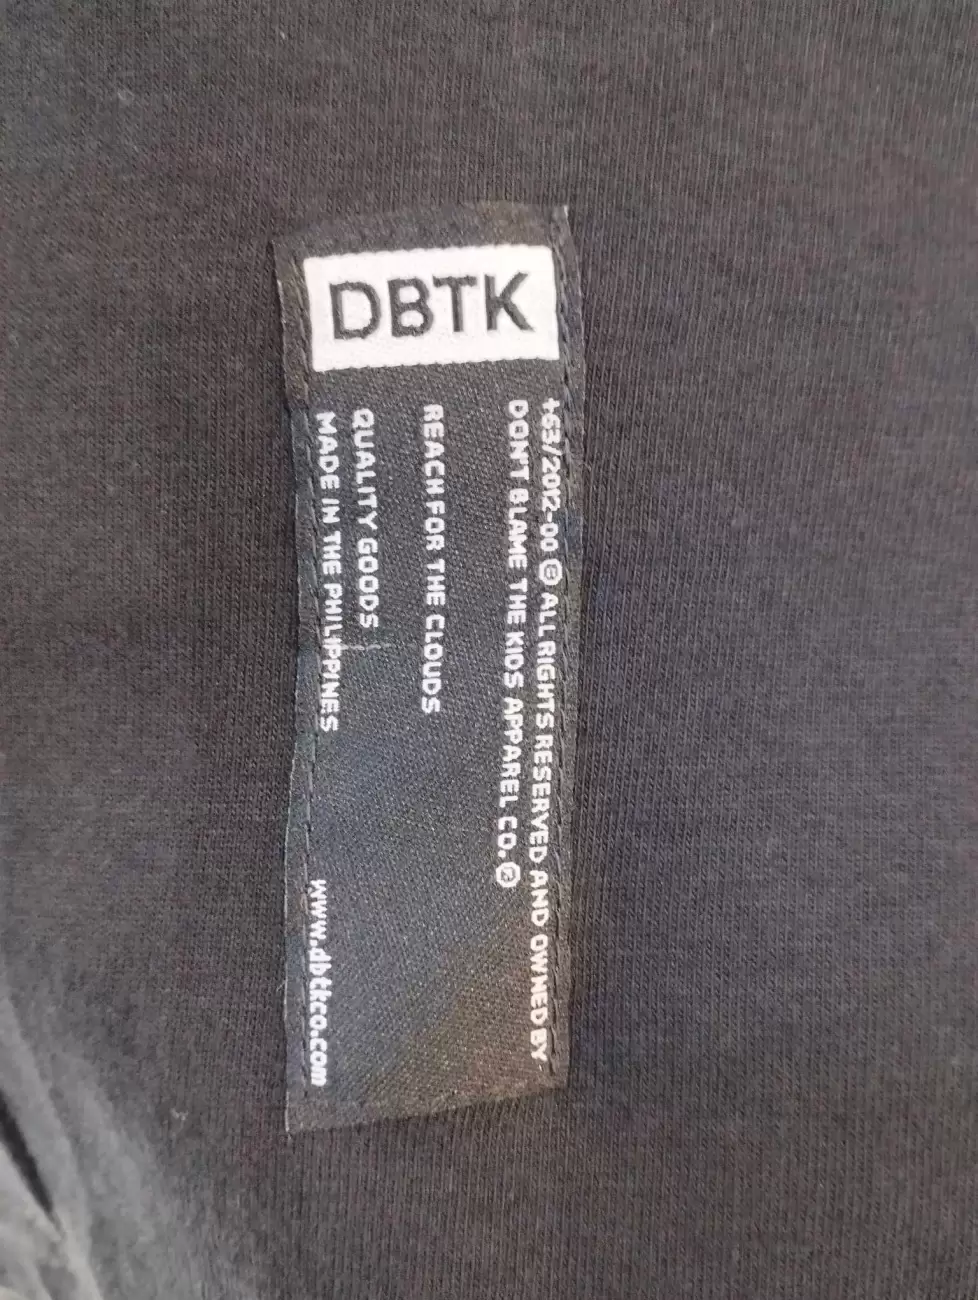 DBTK
+63/2012-00 ® ALL RIGHTS RESERVED AND OWNED BY
DON'T BLAME THE KIDS APPAREL CO. ®
REACH FOR THE CLOUDS
QUALITY GOODS
MADE IN THE PHILIPPINES
www.dbtkco.com